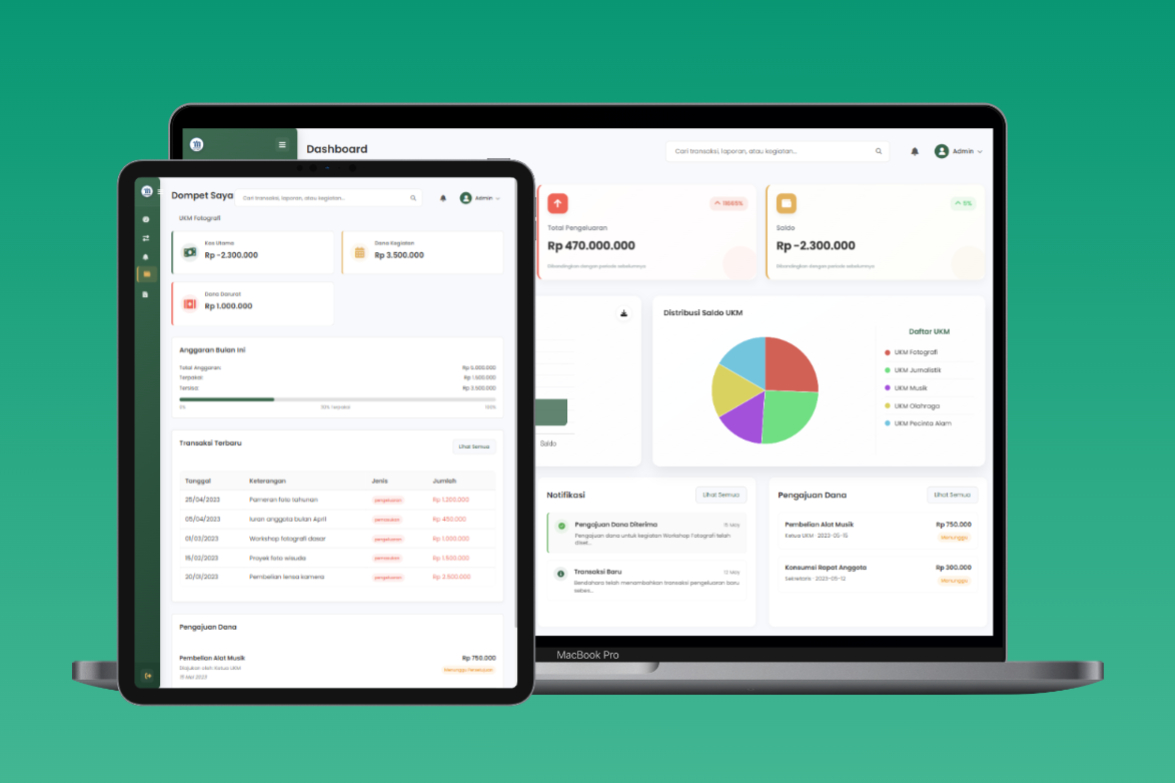 Dashboard
Cari transaksi, laporan, atau kegiatan...
Admin
Total Pengeluaran
Rp 470.000.000
Dibandingkan dengan periode sebelumnya
Saldo
Rp -2.300.000
Dibandingkan dengan periode sebelumnya
Saldo
Distribusi Saldo UKM
Daftar UKM
UKM Fotografi
UKM Jurnalistik
UKM Musik
UKM Olahraga
UKM Pecinta Alam
Notifikasi
Lihat Semua
Pengajuan Dana Diterima
Pengajuan dana untuk kegiatan Workshop Fotografi telah
diset...
Transaksi Baru
Bendahara telah menambahkan transaksi pengeluaran baru
sebes...
Pengajuan Dana
Lihat Semua
Pembelian Alat Musik
Rp 750.000
Ketua UKM · 2023-05-15
Menunggu
Konsumsi Rapat Anggota
Rp 300.000
Sekretaris · 2023-05-12
Menunggu
MacBook Pro
Dompet Saya
Cari transaksi, laporan, atau kegiatan...
Admin
UKM Fotografi
Kas Utama
Rp -2.300.000
Dana Kegiatan
Rp 3.500.000
Dana Darurat
Rp 1.000.000
Anggaran Bulan Ini
Total Anggaran:
Rp 5.000.000
Terpakai:
Rp 1.500.000
Tersisa:
Rp 3.500.000
0%
100%
Transaksi Terbaru
Lihat Semua
Tanggal Keterangan Jenis Jumlah
25/04/2023 Pameran foto tahunan pengeluaran Rp 1.200.000
05/04/2023 Iuran anggota bulan April Rp 450.000
01/03/2023 Workshop fotografi dasar pengeluaran Rp 1.000.000
15/02/2023 Proyek foto wisuda Rp 1.500.000
20/01/2023 Pembelian lensa kamera pengeluaran Rp 3.500.000
Pengajuan Dana
Pembelian Alat Musik
Rp 750.000
Diajukan oleh Ketua UKM
Menunggu Persetujuan
15 Mei 2023